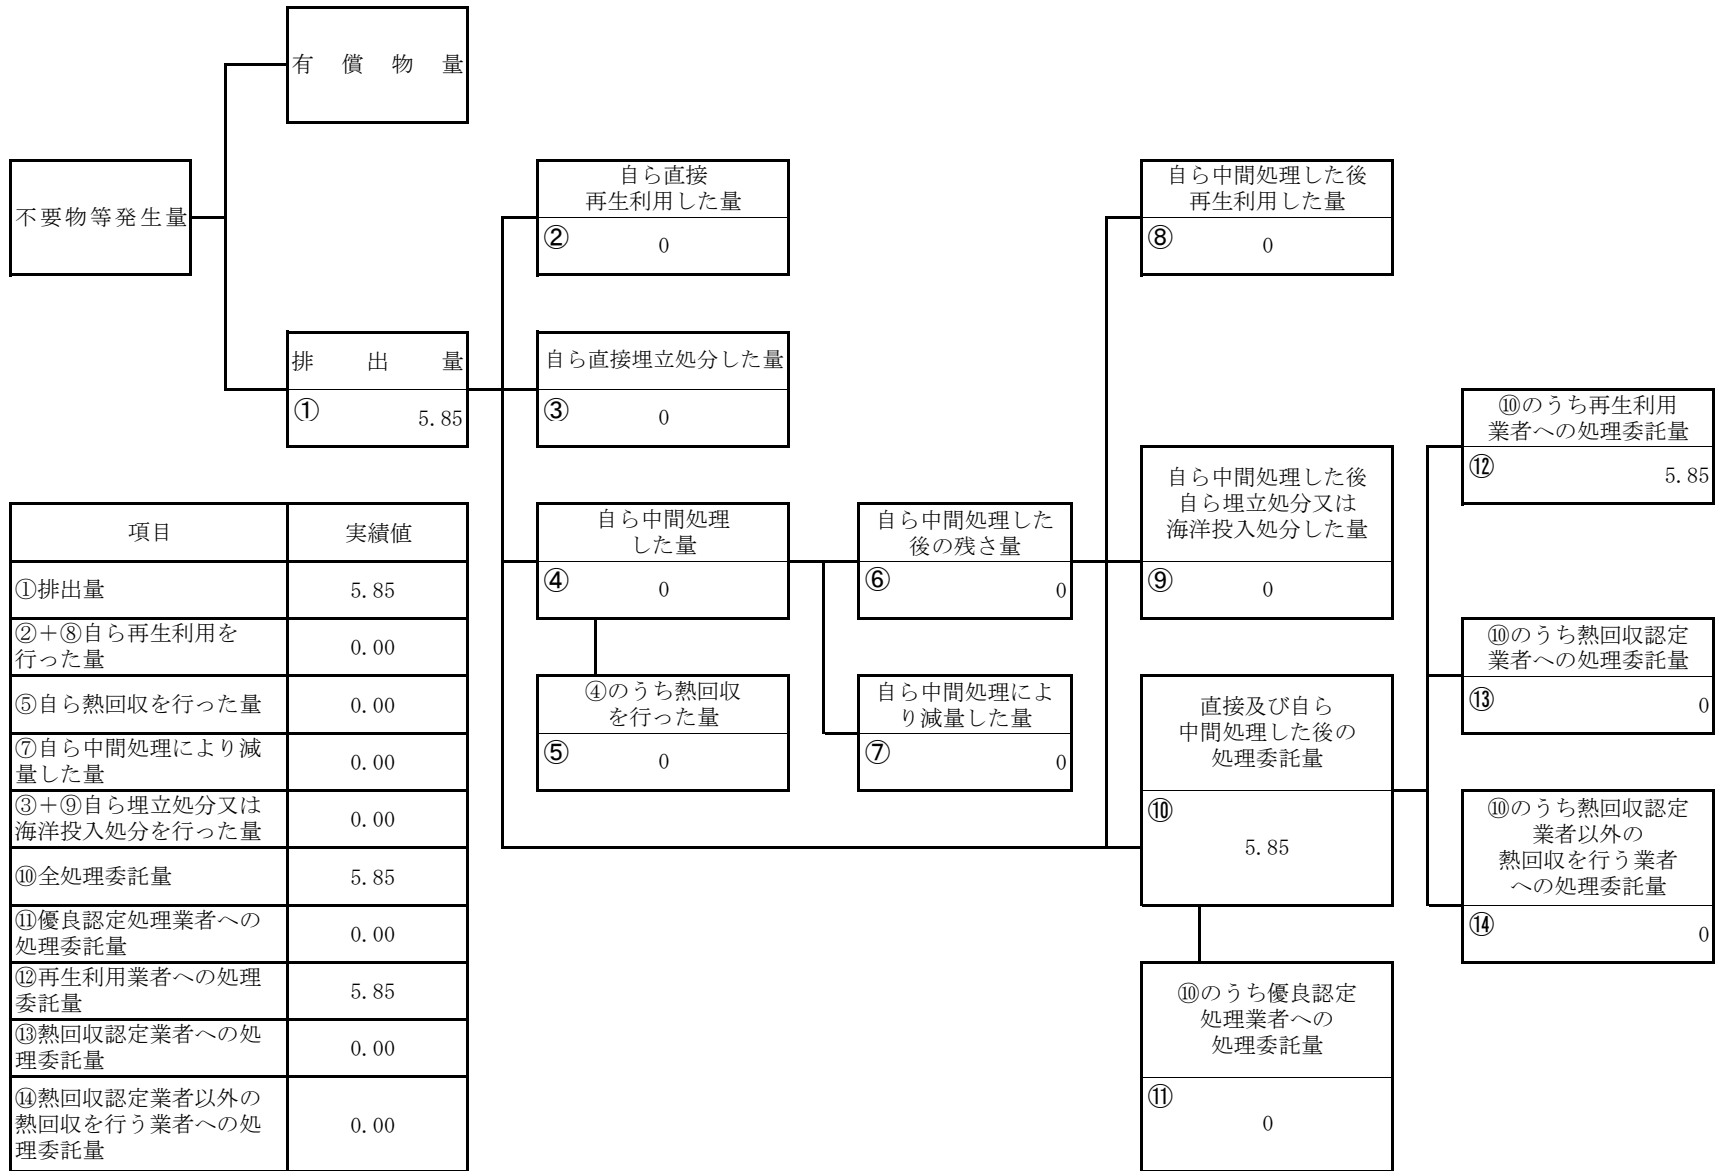 有償物量
不要物等発生量
排出量
① 5.85
自ら直接
再生利用した量
② 0
自ら直接埋立処分した量
③ 0
自ら中間処理
した量
④ 0
④のうち熱回収
を行った量
⑤ 0
自ら中間処理した
後の残さ量
⑥ 0
自ら中間処理によ
り減量した量
⑦ 0
自ら中間処理した後
再生利用した量
⑧ 0
自ら中間処理した後
自ら埋立処分又は
海洋投入処分した量
⑨ 0
直接及び自ら
中間処理した後の
処理委託量
⑩
5.85
⑩のうち優良認定
処理業者への
処理委託量
⑪
0
⑩のうち再生利用
業者への処理委託量
⑫ 5.85
⑩のうち熱回収認定
業者への処理委託量
⑬ 0
⑩のうち熱回収認定
業者以外の
熱回収を行う業者
への処理委託量
⑭ 0
項目 実績値
①排出量 5.85
②+⑧自ら再生利用を
行った量 0.00
⑤自ら熱回収を行った量 0.00
⑦自ら中間処理により減
量した量 0.00
③+⑨自ら埋立処分又は
海洋投入処分を行った量 0.00
⑩全処理委託量 5.85
⑪優良認定処理業者への
処理委託量 0.00
⑫再生利用業者への処理
委託量 5.85
⑬熱回収認定業者への処
理委託量 0.00
⑭熱回収認定業者以外の
熱回収を行う業者への処 0.00
理委託量